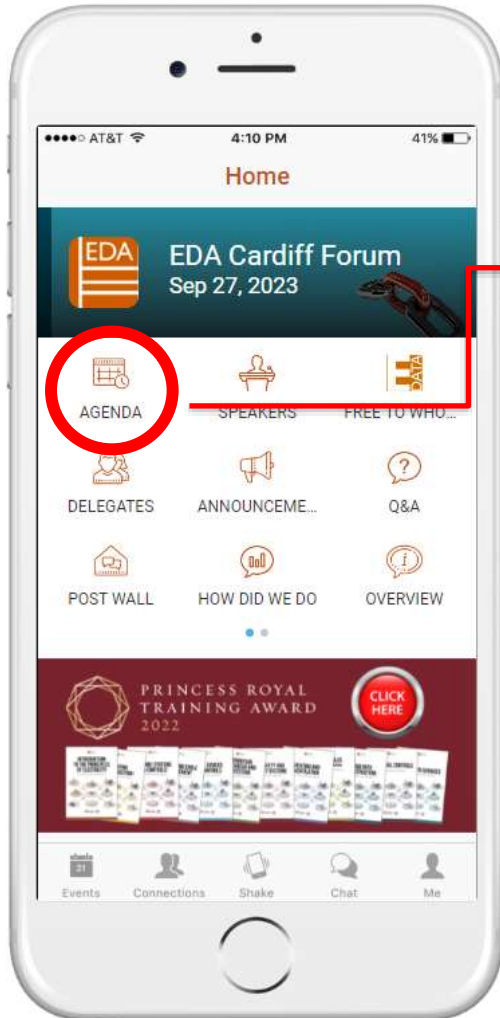 AT&T 4:10 PM 41%
Home
EDA
EDA Cardiff Forum
Sep 27, 2023
DATA
AGENDA SPEAKERS FREE TO WHO...
DELEGATES ANNOUNCEME... Q&A
POST WALL HOW DID WE DO OVERVIEW
PRINCESS ROYAL
TRAINING AWARD
2022
CLICK
HERE
21
Events Connections Shake Chat Me